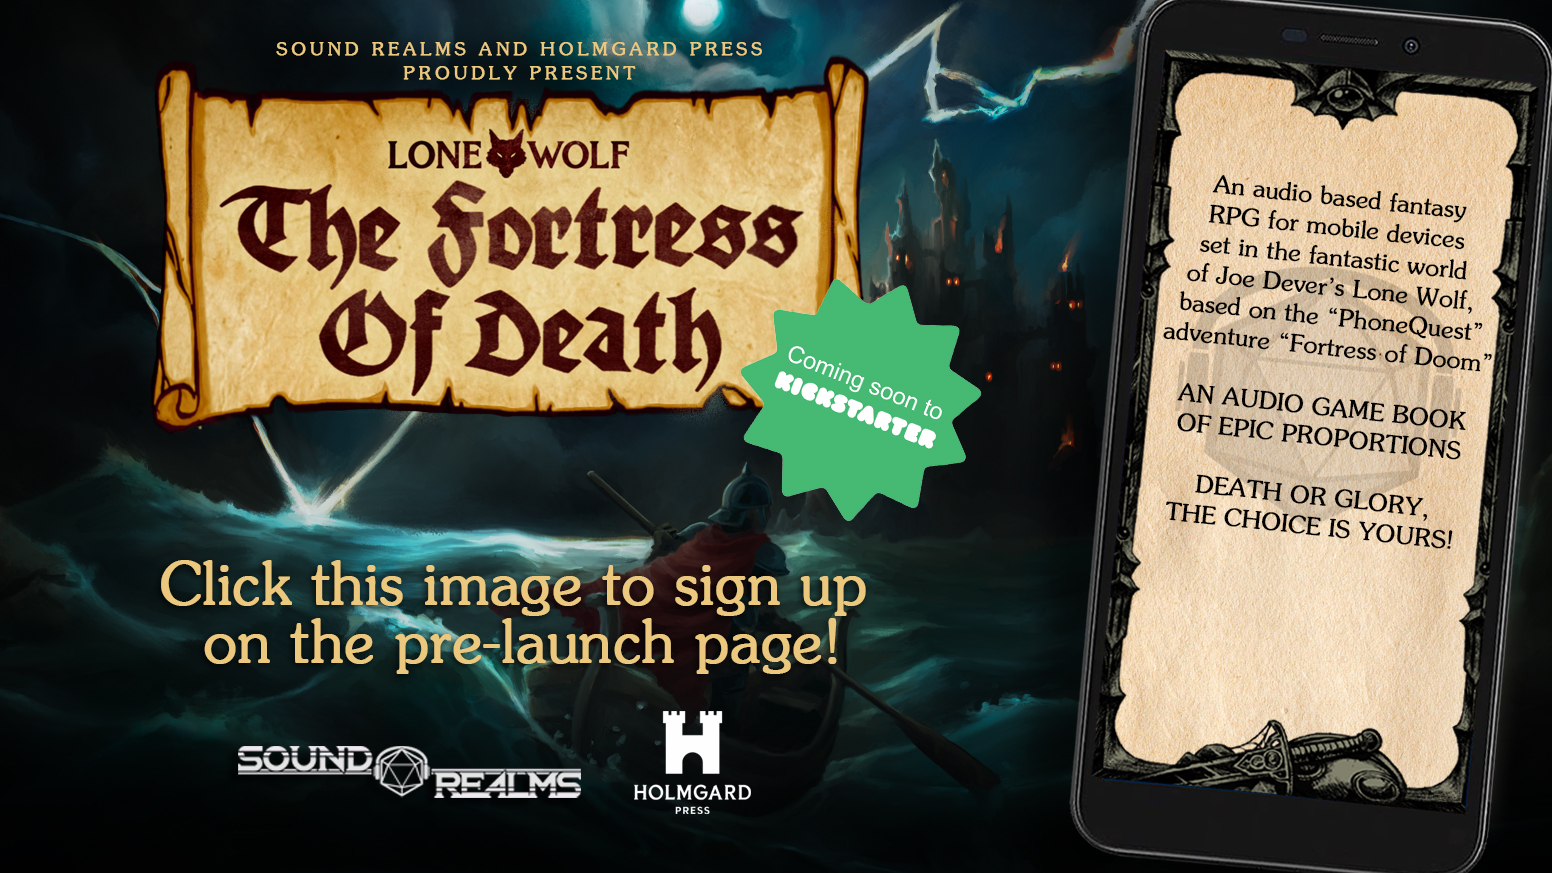 SOUND REALMS AND HOLMGARD PRESS
PROUDLY PRESENT
LONE WOLF
The Fortress
Of Death
Coming soon to
KICKSTARTER
Click this image to sign up
on the pre-launch page!
SOUND REALMS
HOLMGARD
PRESS
An audio based fantasy
RPG for mobile devices
set in the fantastic world
of Joe Dever's Lone Wolf,
based on the “PhoneQuest”
adventure “Fortress of Doom”
AN AUDIO GAME BOOK
OF EPIC PROPORTIONS
DEATH OR GLORY,
THE CHOICE IS YOURS!